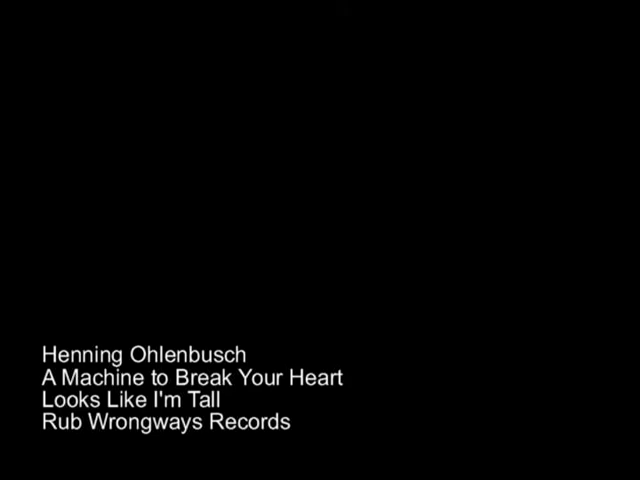 Henning Ohlenbusch
A Machine to Break Your Heart
Looks Like I'm Tall
Rub Wrongways Records